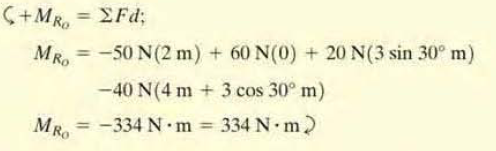 ↺+M_{R_O} = ΣFd;
M_{R_O} = −50 N(2 m) + 60 N(0) + 20 N(3 sin 30° m)
−40 N(4 m + 3 cos 30° m)
M_{R_O} = −334 N·m = 334 N·m ↻